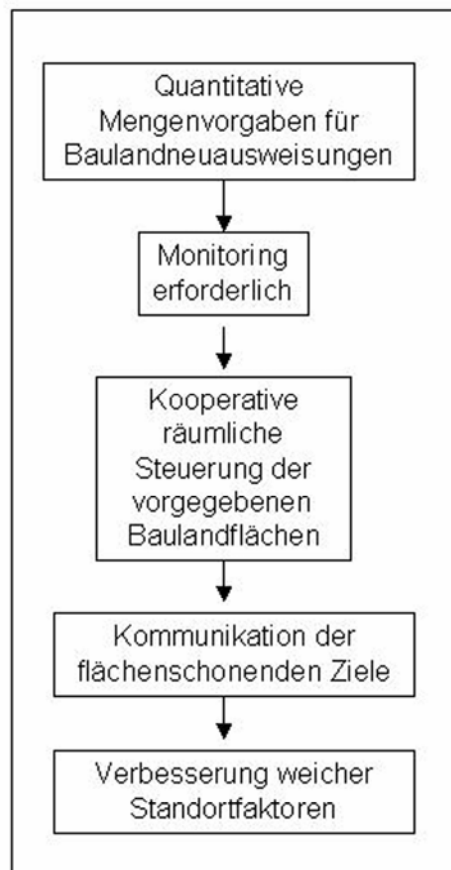 Quantitative
Mengenvorgaben für
Baulandneuausweisungen
Monitoring
erforderlich
Kooperative
räumliche
Steuerung der
vorgegebenen
Baulandflächen
Kommunikation der
flächenschonenden Ziele
Verbesserung weicher
Standortfaktoren